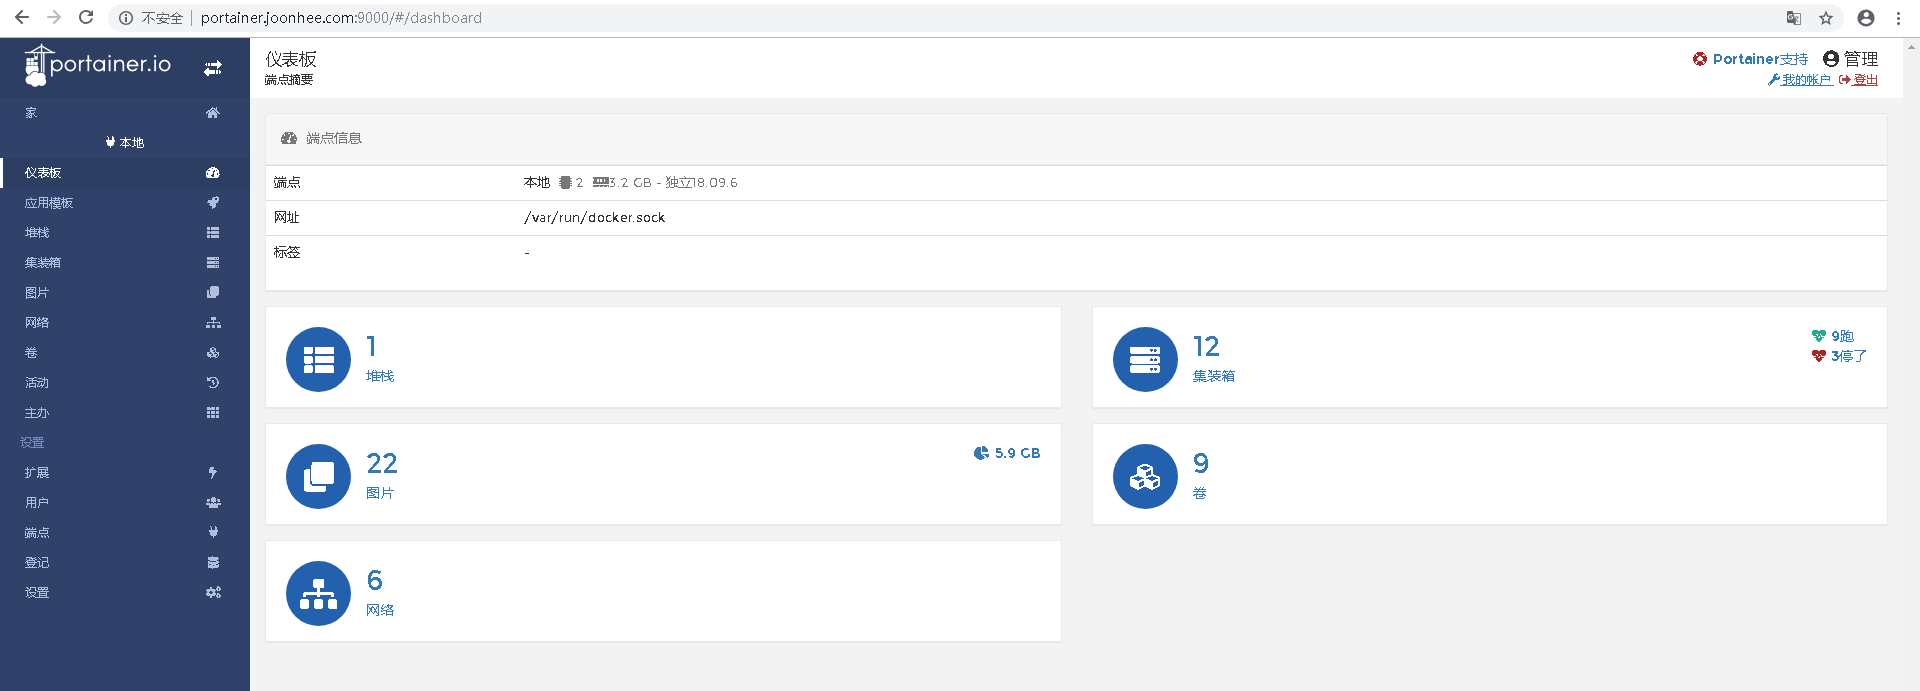 不安全 portainer.joonhee.com:9000/#/dashboard
portainer.io
家
本地
仪表板
应用模板
堆栈
集装箱
图片
网络
卷
活动
主办
设置
扩展
用户
端点
登记
设置
仪表板
端点摘要
Portainer支持 管理
我的帐户 登出
端点信息
端点 本地 2 3.2 GB - 独立18.09.6
网址 /var/run/docker.sock
标签 -
1
堆栈
12
集装箱
9跑
3停了
22
图片
5.9 GB
9
卷
6
网络